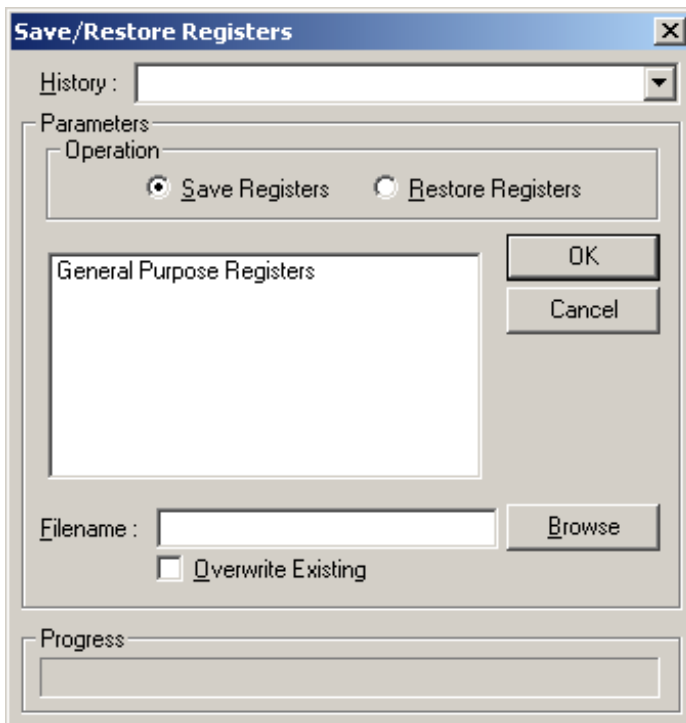 Save/Restore Registers
History :
Parameters
Operation
Save Registers Restore Registers
General Purpose Registers
OK
Cancel
Filename : Browse
Overwrite Existing
Progress